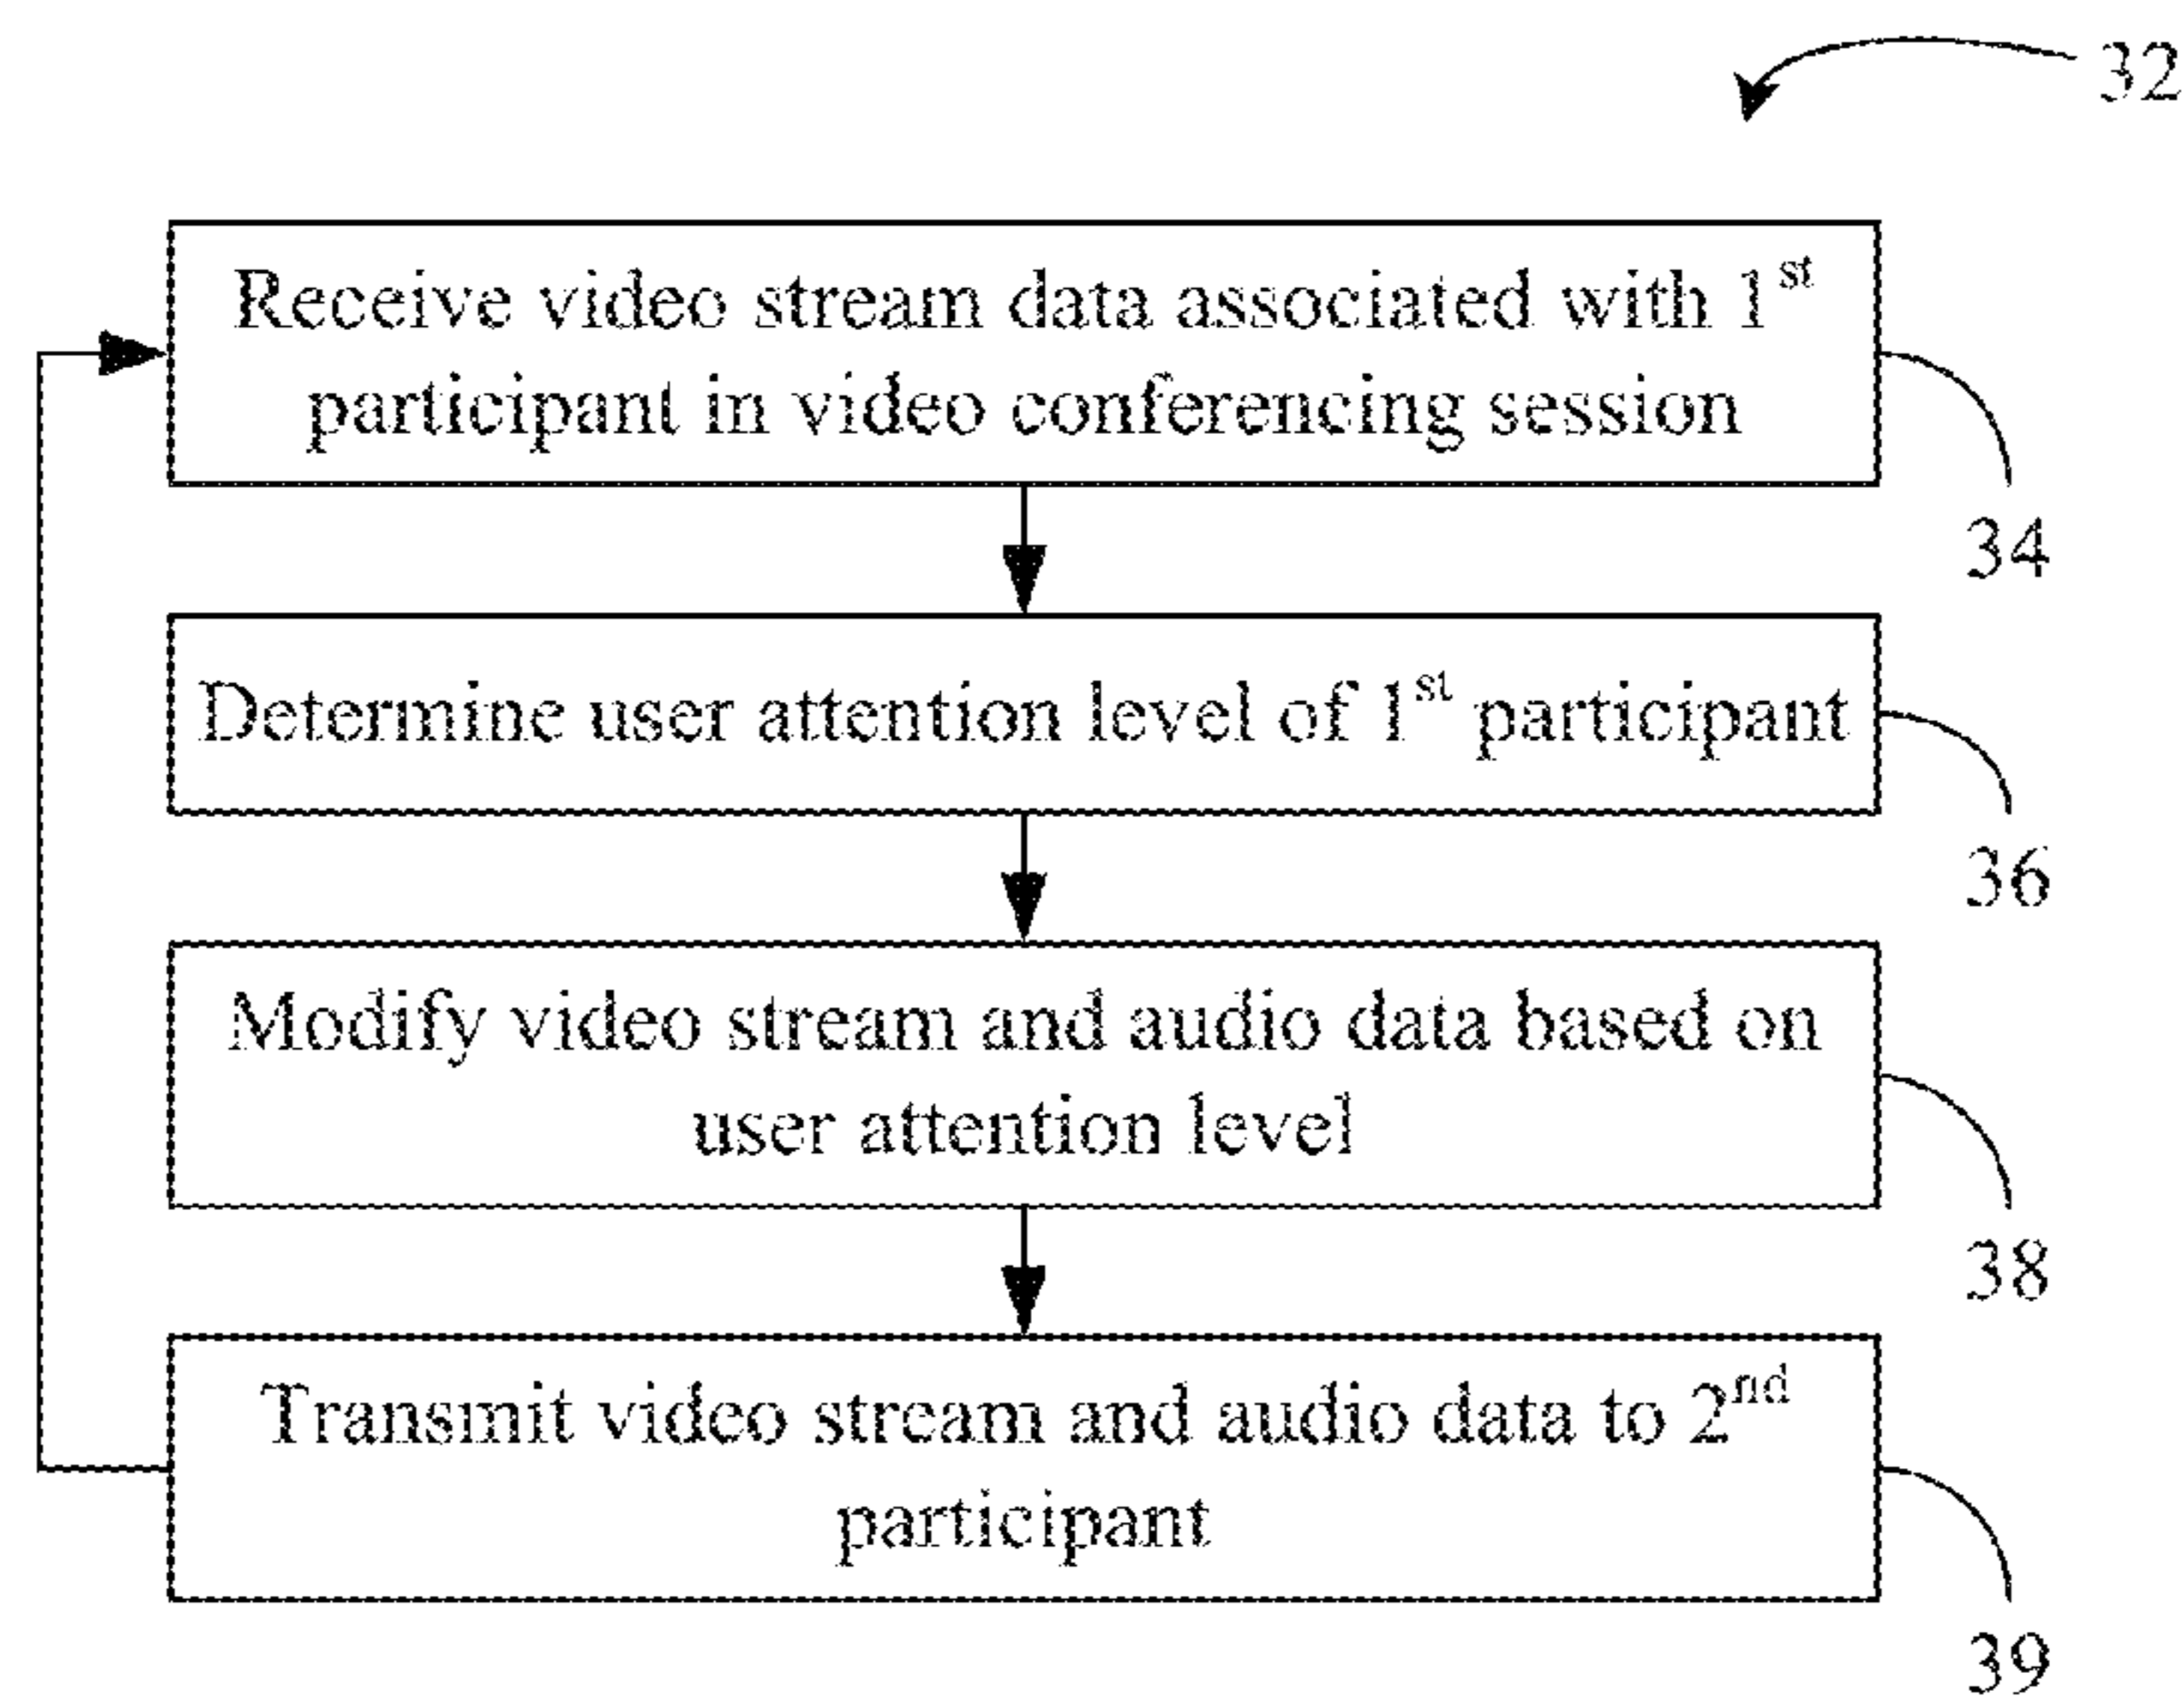 32
Receive video stream data associated with 1st
participant in video conferencing session
34
Determine user attention level of 1st participant
36
Modify video stream and audio data based on
user attention level
38
Transmit video stream and audio data to 2nd
participant
39